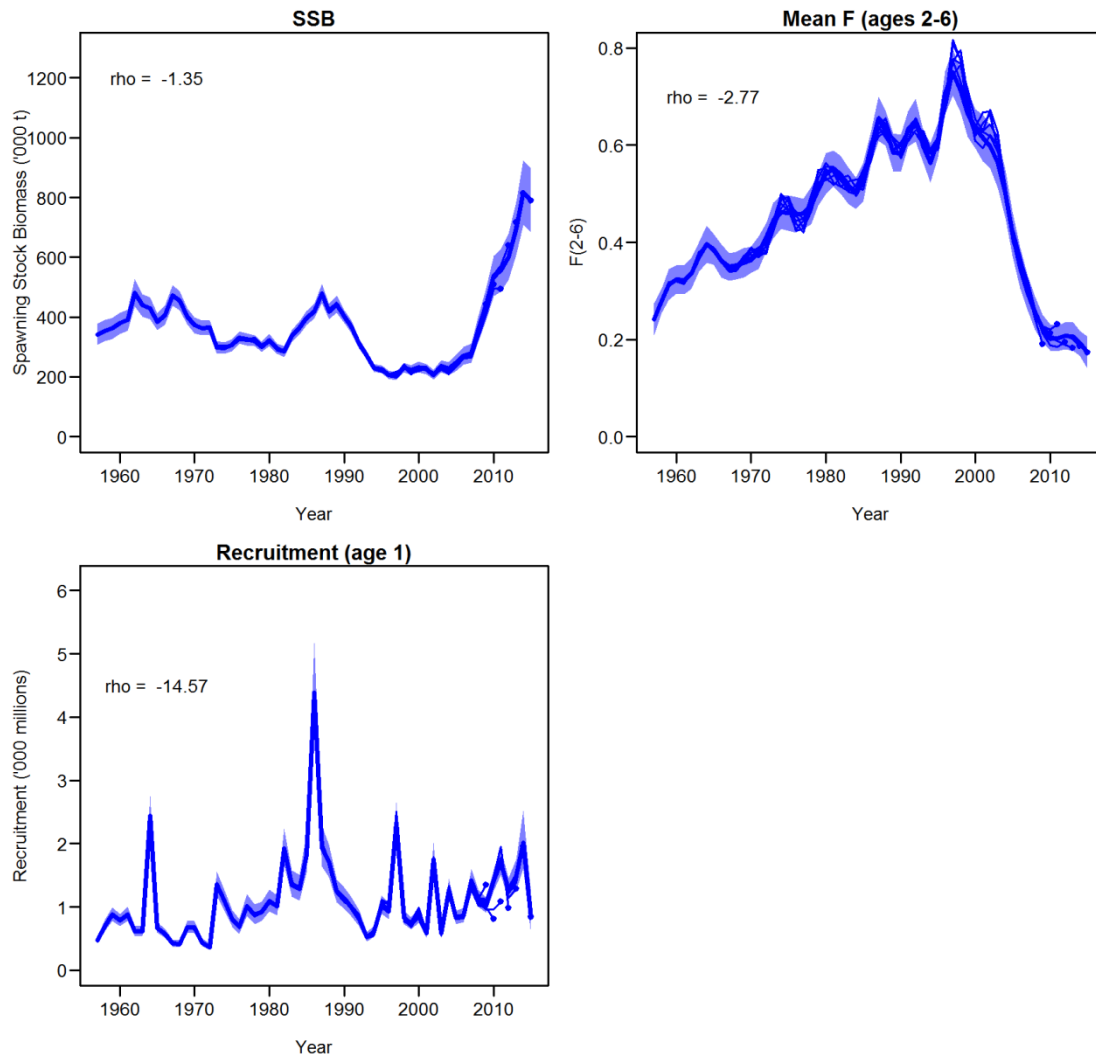 SSB
Spawning Stock Biomass ('000 t)
1200
1000
800
600
400
200
0
rho = -1.35
1960 1970 1980 1990 2000 2010
Year
Mean F (ages 2-6)
F(2-6)
0.8
0.6
0.4
0.2
0.0
rho = -2.77
1960 1970 1980 1990 2000 2010
Year
Recruitment (age 1)
Recruitment ('000 millions)
6
5
4
3
2
1
0
rho = -14.57
1960 1970 1980 1990 2000 2010
Year